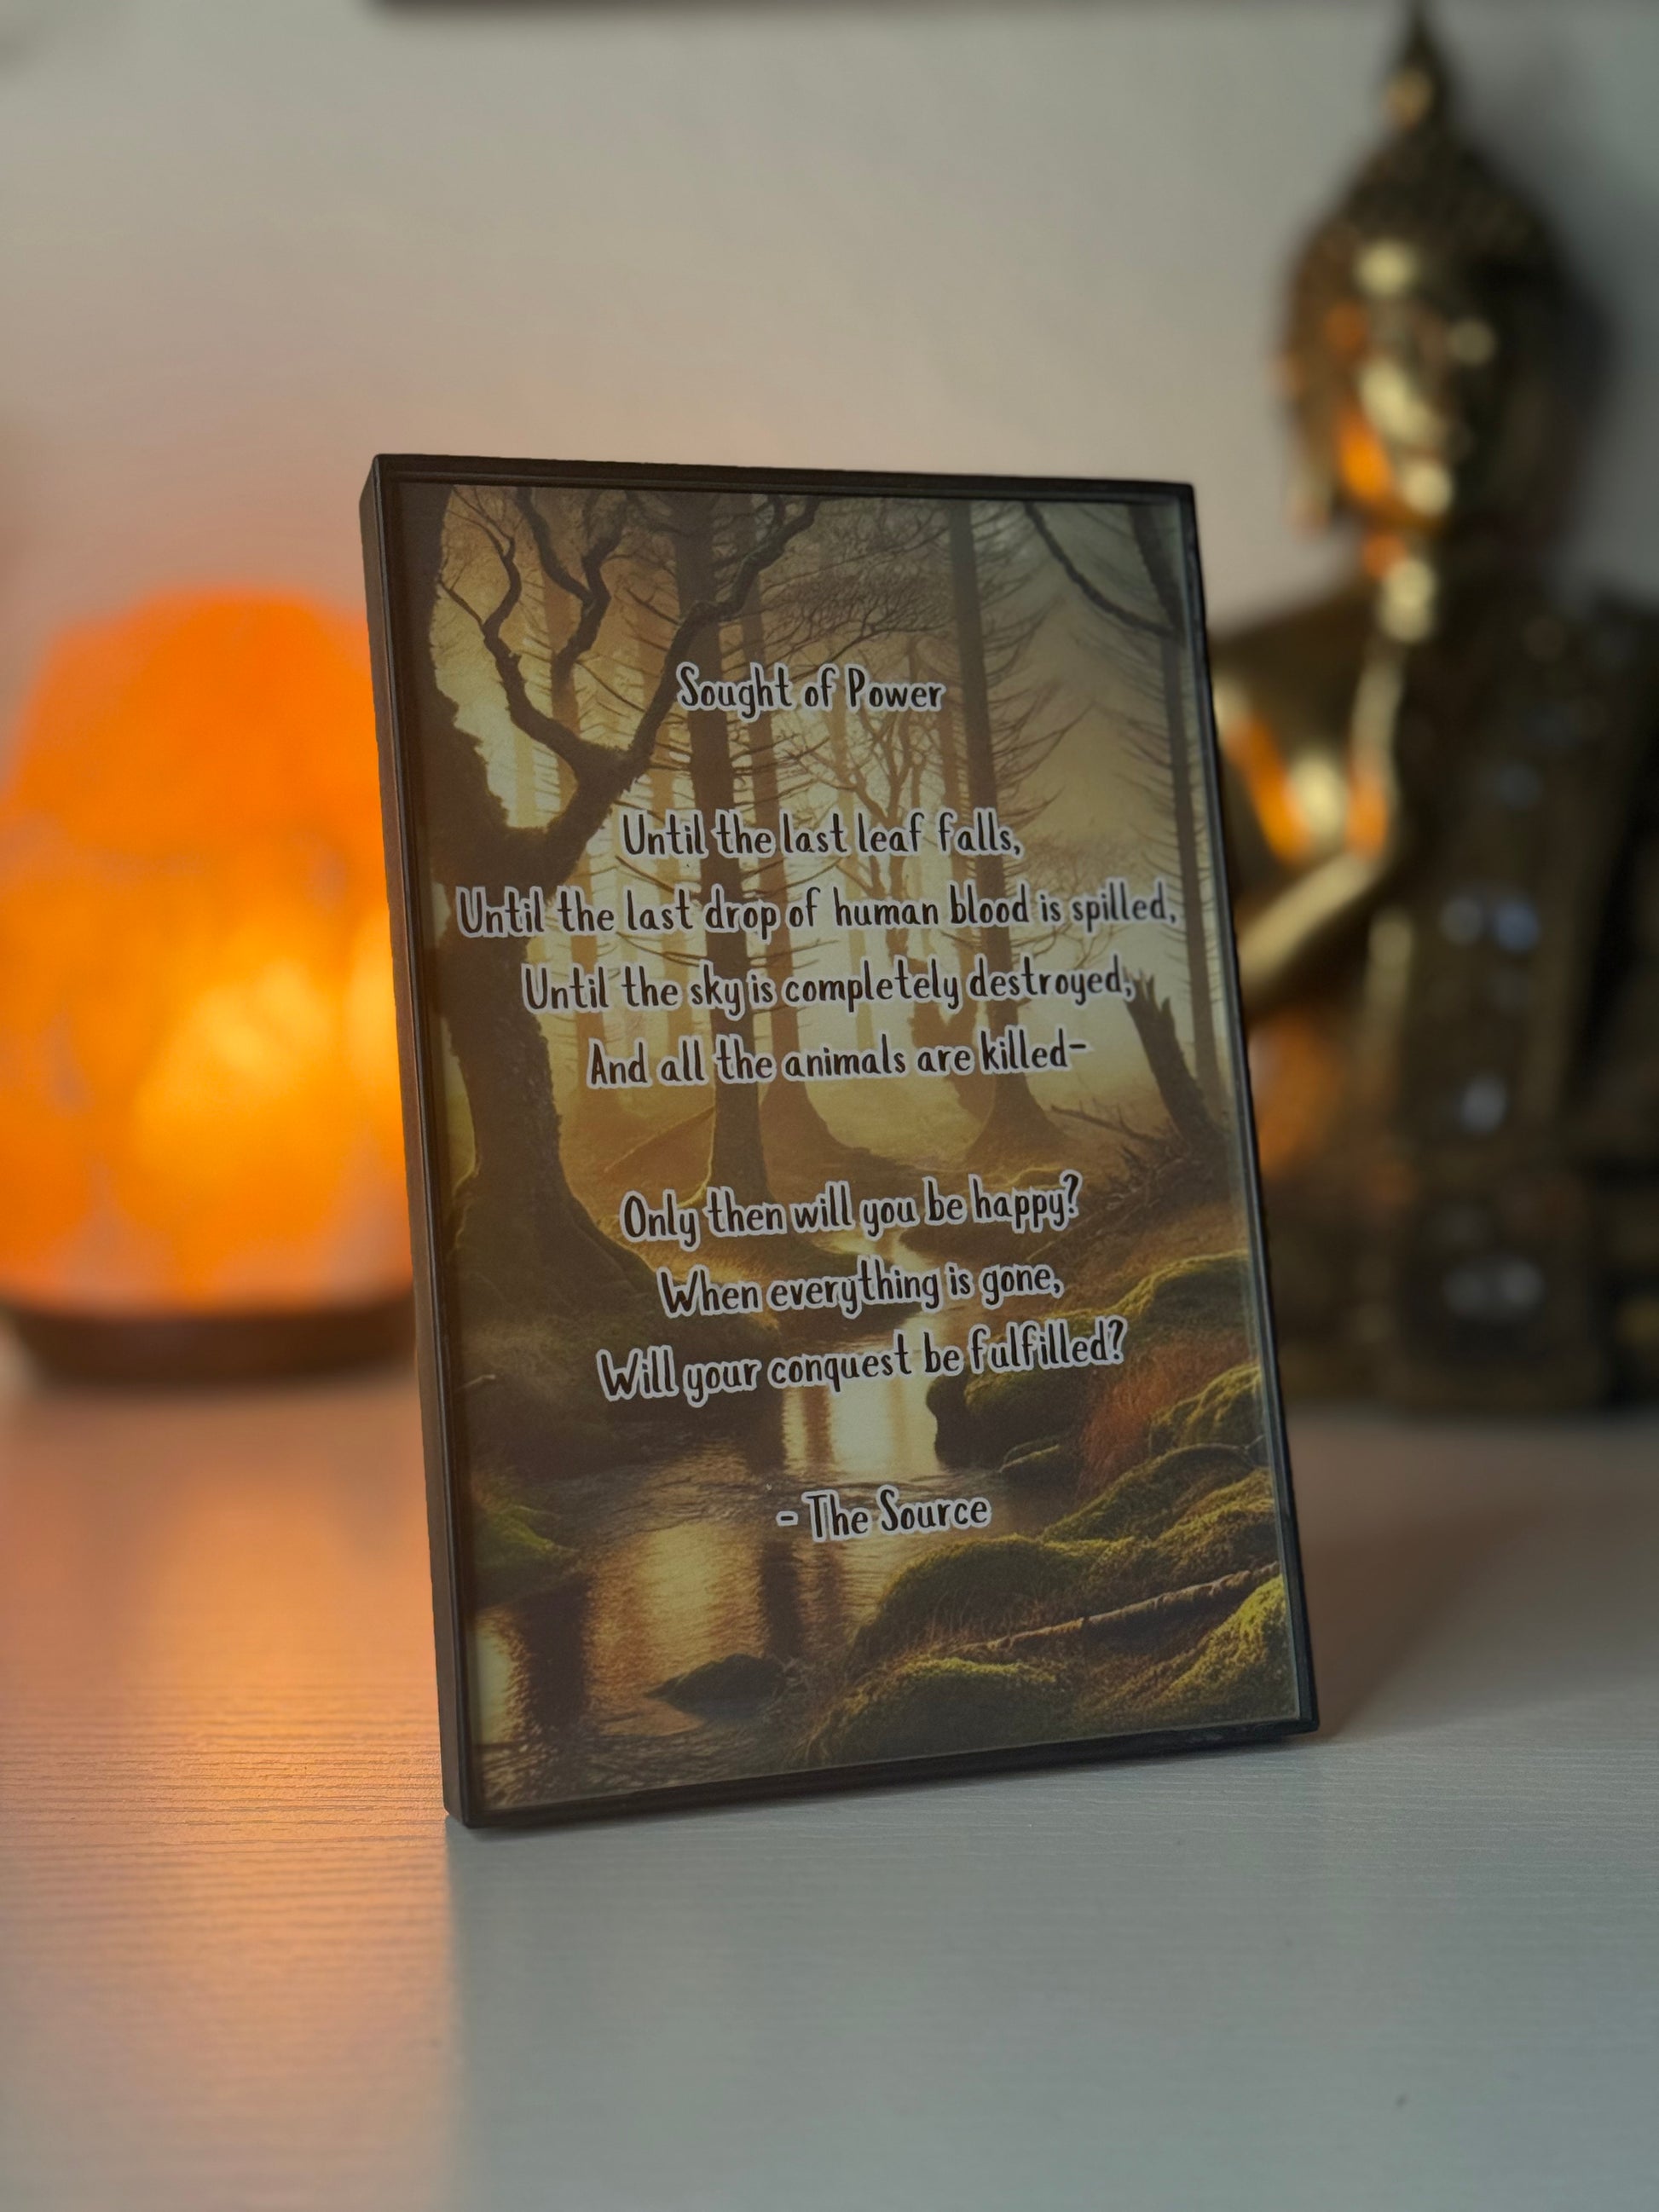 Sought of Power
Until the last leaf falls,
Until the last drop of human blood is spilled,
Until the sky is completely destroyed,
And all the animals are killed-
Only then will you be happy?
When everything is gone,
Will your conquest be fulfilled?
- The Source